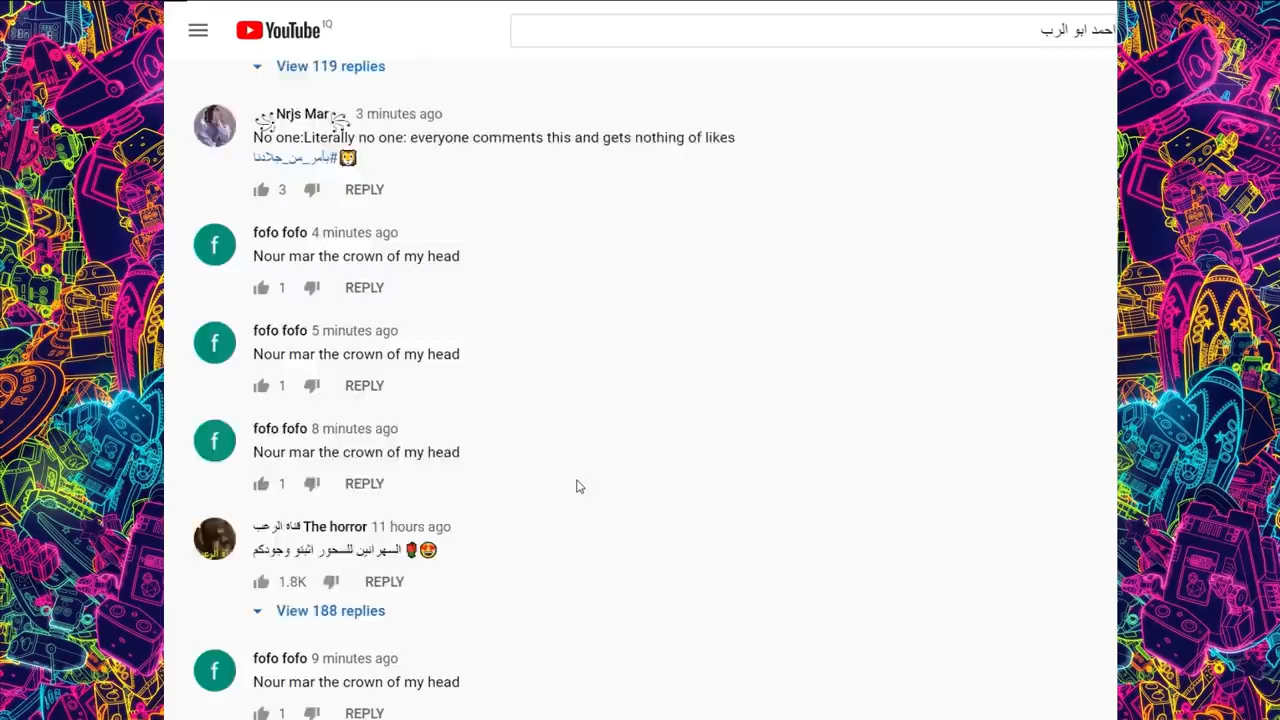 YouTube IQ
احمد ابو الرب
View 119 replies
Nrjs Mar 3 minutes ago
No one:Literally no one: everyone comments this and gets nothing of likes
#بأمر_من_جلادنا🐯
3 REPLY
f fofo fofo 4 minutes ago
Nour mar the crown of my head
1 REPLY
f fofo fofo 5 minutes ago
Nour mar the crown of my head
1 REPLY
f fofo fofo 8 minutes ago
Nour mar the crown of my head
1 REPLY
قناة الرعب The horror 11 hours ago
السهرانين للسحور اثبتو وجودكم 🌹🤩
1.8K REPLY
View 188 replies
f fofo fofo 9 minutes ago
Nour mar the crown of my head
1 REPLY